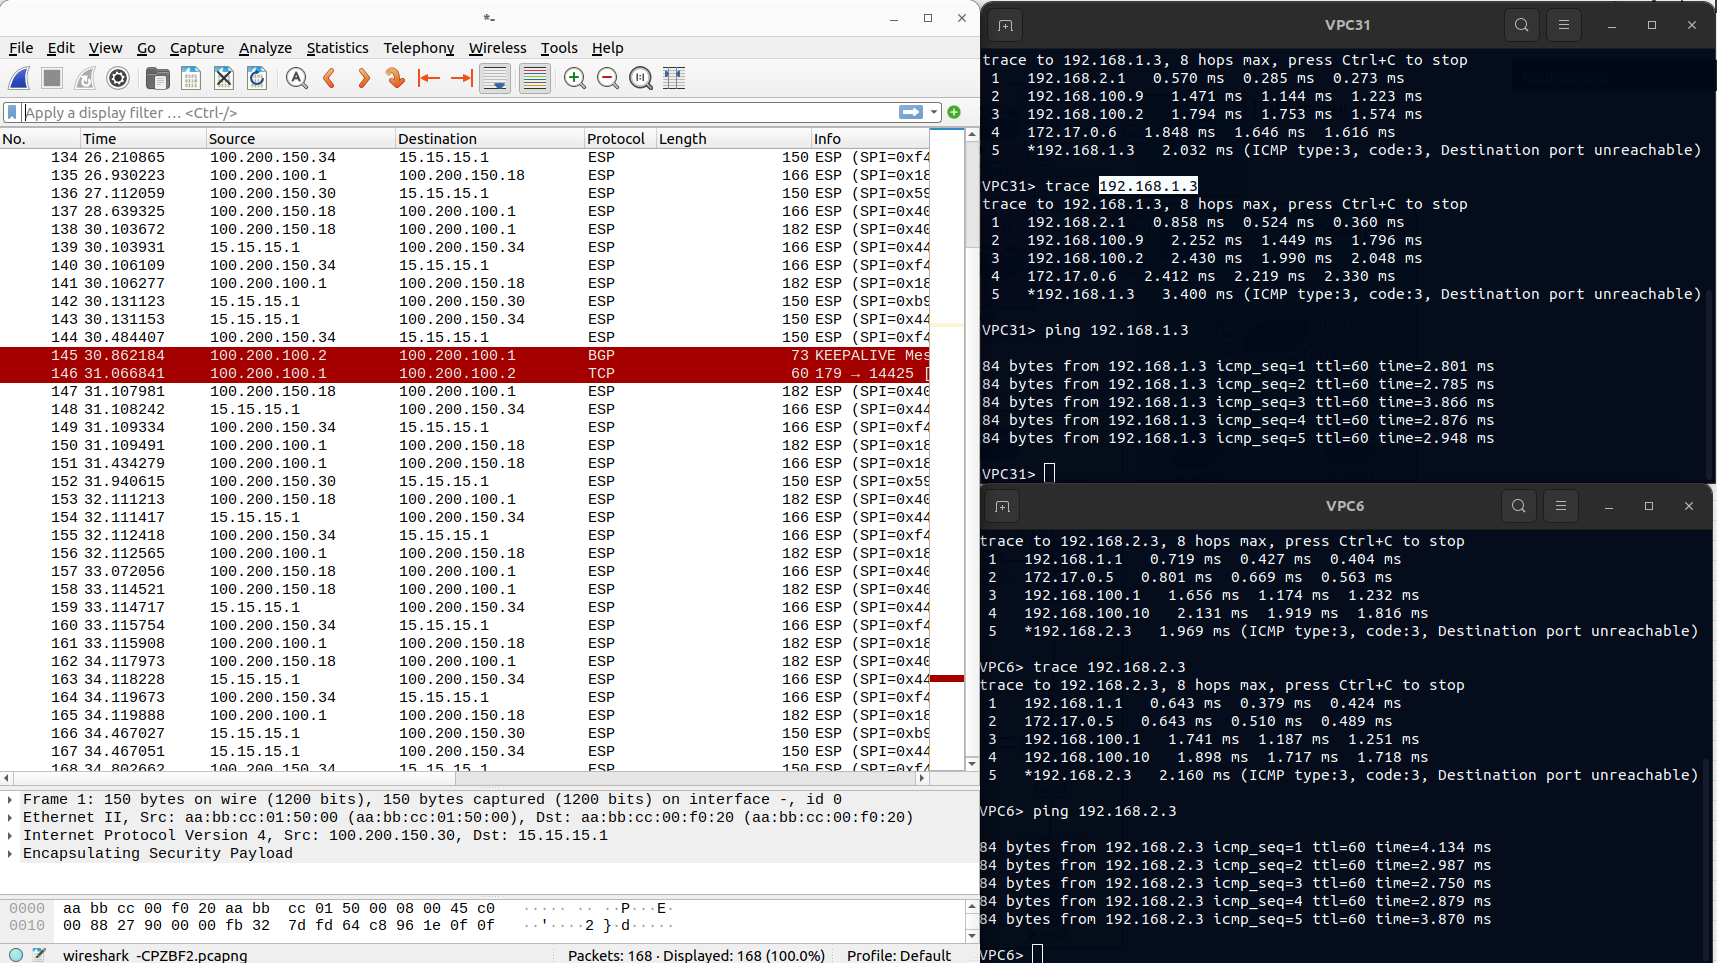 *-
File Edit View Go Capture Analyze Statistics Telephony Wireless Tools Help
Apply a display filter … <Ctrl-/>
No. Time Source Destination Protocol Length Info
134 26.210865 100.200.150.34 15.15.15.1 ESP 150 ESP (SPI=0xf4
135 26.930223 100.200.100.1 100.200.150.18 ESP 166 ESP (SPI=0x18
136 27.112059 100.200.150.30 15.15.15.1 ESP 150 ESP (SPI=0x59
137 28.639325 100.200.150.18 100.200.100.1 ESP 166 ESP (SPI=0x40
138 30.103672 100.200.150.18 100.200.100.1 ESP 182 ESP (SPI=0x40
139 30.103931 15.15.15.1 100.200.150.34 ESP 166 ESP (SPI=0x44
140 30.106109 100.200.150.34 15.15.15.1 ESP 166 ESP (SPI=0xf4
141 30.106277 100.200.100.1 100.200.150.18 ESP 182 ESP (SPI=0x18
142 30.131123 15.15.15.1 100.200.150.30 ESP 150 ESP (SPI=0xb9
143 30.131153 15.15.15.1 100.200.150.34 ESP 150 ESP (SPI=0x44
144 30.484407 100.200.150.34 15.15.15.1 ESP 150 ESP (SPI=0xf4
145 30.862184 100.200.100.2 100.200.100.1 BGP 73 KEEPALIVE Mes
146 31.066841 100.200.100.1 100.200.100.2 TCP 60 179 → 14425 [
147 31.107981 100.200.150.18 100.200.100.1 ESP 182 ESP (SPI=0x40
148 31.108242 15.15.15.1 100.200.150.34 ESP 166 ESP (SPI=0x44
149 31.109334 100.200.150.34 15.15.15.1 ESP 166 ESP (SPI=0xf4
150 31.109491 100.200.100.1 100.200.150.18 ESP 182 ESP (SPI=0x18
151 31.434279 100.200.100.1 100.200.150.18 ESP 166 ESP (SPI=0x18
152 31.940615 100.200.150.30 15.15.15.1 ESP 150 ESP (SPI=0x59
153 32.111213 100.200.150.18 100.200.100.1 ESP 182 ESP (SPI=0x40
154 32.111417 15.15.15.1 100.200.150.34 ESP 166 ESP (SPI=0x44
155 32.112418 100.200.150.34 15.15.15.1 ESP 166 ESP (SPI=0xf4
156 32.112565 100.200.100.1 100.200.150.18 ESP 182 ESP (SPI=0x18
157 33.072056 100.200.150.18 100.200.100.1 ESP 166 ESP (SPI=0x40
158 33.114521 100.200.150.18 100.200.100.1 ESP 182 ESP (SPI=0x40
159 33.114717 15.15.15.1 100.200.150.34 ESP 166 ESP (SPI=0x44
160 33.115754 100.200.150.34 15.15.15.1 ESP 166 ESP (SPI=0xf4
161 33.115908 100.200.100.1 100.200.150.18 ESP 182 ESP (SPI=0x18
162 34.117973 100.200.150.18 100.200.100.1 ESP 182 ESP (SPI=0x40
163 34.118228 15.15.15.1 100.200.150.34 ESP 166 ESP (SPI=0x44
164 34.119673 100.200.150.34 15.15.15.1 ESP 166 ESP (SPI=0xf4
165 34.119888 100.200.100.1 100.200.150.18 ESP 182 ESP (SPI=0x18
166 34.467027 15.15.15.1 100.200.150.30 ESP 150 ESP (SPI=0xb9
167 34.467051 15.15.15.1 100.200.150.34 ESP 150 ESP (SPI=0x44
168 34.802662 100.200.150.34 15.15.15.1 ESP 150 ESP (SPI=0xf4
Frame 1: 150 bytes on wire (1200 bits), 150 bytes captured (1200 bits) on interface -, id 0
Ethernet II, Src: aa:bb:cc:01:50:00 (aa:bb:cc:01:50:00), Dst: aa:bb:cc:00:f0:20 (aa:bb:cc:00:f0:20)
Internet Protocol Version 4, Src: 100.200.150.30, Dst: 15.15.15.1
Encapsulating Security Payload
0000 aa bb cc 00 f0 20 aa bb cc 01 50 00 08 00 45 c0 ····· ·· ··P···E·
0010 00 88 27 90 00 00 fb 32 7d fd 64 c8 96 1e 0f 0f ··'····2 }·d·····
wireshark_-CPZBF2.pcapng Packets: 168 · Displayed: 168 (100.0%) Profile: Default
VPC31
trace to 192.168.1.3, 8 hops max, press Ctrl+C to stop
1 192.168.2.1 0.570 ms 0.285 ms 0.273 ms
2 192.168.100.9 1.471 ms 1.144 ms 1.223 ms
3 192.168.100.2 1.794 ms 1.753 ms 1.574 ms
4 172.17.0.6 1.848 ms 1.646 ms 1.616 ms
5 *192.168.1.3 2.032 ms (ICMP type:3, code:3, Destination port unreachable)
VPC31> trace 192.168.1.3
trace to 192.168.1.3, 8 hops max, press Ctrl+C to stop
1 192.168.2.1 0.858 ms 0.524 ms 0.360 ms
2 192.168.100.9 2.252 ms 1.449 ms 1.796 ms
3 192.168.100.2 2.430 ms 1.990 ms 2.048 ms
4 172.17.0.6 2.412 ms 2.219 ms 2.330 ms
5 *192.168.1.3 3.400 ms (ICMP type:3, code:3, Destination port unreachable)
VPC31> ping 192.168.1.3
84 bytes from 192.168.1.3 icmp_seq=1 ttl=60 time=2.801 ms
84 bytes from 192.168.1.3 icmp_seq=2 ttl=60 time=2.785 ms
84 bytes from 192.168.1.3 icmp_seq=3 ttl=60 time=3.866 ms
84 bytes from 192.168.1.3 icmp_seq=4 ttl=60 time=2.876 ms
84 bytes from 192.168.1.3 icmp_seq=5 ttl=60 time=2.948 ms
VPC31>
VPC6
trace to 192.168.2.3, 8 hops max, press Ctrl+C to stop
1 192.168.1.1 0.719 ms 0.427 ms 0.404 ms
2 172.17.0.5 0.801 ms 0.669 ms 0.563 ms
3 192.168.100.1 1.656 ms 1.174 ms 1.232 ms
4 192.168.100.10 2.131 ms 1.919 ms 1.816 ms
5 *192.168.2.3 1.969 ms (ICMP type:3, code:3, Destination port unreachable)
VPC6> trace 192.168.2.3
trace to 192.168.2.3, 8 hops max, press Ctrl+C to stop
1 192.168.1.1 0.643 ms 0.379 ms 0.424 ms
2 172.17.0.5 0.643 ms 0.510 ms 0.489 ms
3 192.168.100.1 1.741 ms 1.187 ms 1.251 ms
4 192.168.100.10 1.898 ms 1.717 ms 1.718 ms
5 *192.168.2.3 2.160 ms (ICMP type:3, code:3, Destination port unreachable)
VPC6> ping 192.168.2.3
84 bytes from 192.168.2.3 icmp_seq=1 ttl=60 time=4.134 ms
84 bytes from 192.168.2.3 icmp_seq=2 ttl=60 time=2.987 ms
84 bytes from 192.168.2.3 icmp_seq=3 ttl=60 time=2.750 ms
84 bytes from 192.168.2.3 icmp_seq=4 ttl=60 time=2.879 ms
84 bytes from 192.168.2.3 icmp_seq=5 ttl=60 time=3.870 ms
VPC6>